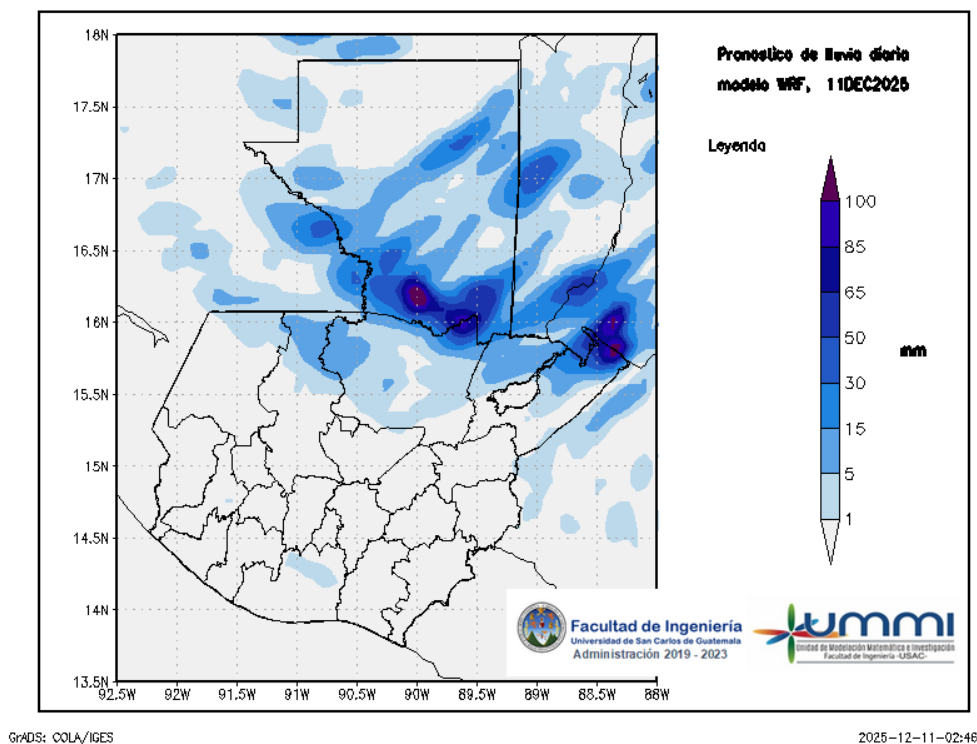 Pronostico de lluvia diaria
modelo WRF, 11DEC2025
Leyenda
100
85
65
50
30
15
5
1
mm
18N
17.5N
17N
16.5N
16N
15.5N
15N
14.5N
14N
13.5N
92.5W 92W 91.5W 91W 90.5W 90W 89.5W 89W 88.5W 88W
Facultad de Ingeniería
Universidad de San Carlos de Guatemala
Administración 2019 - 2023
UMMI
Unidad de Modelación Matemática e Investigación
Facultad de Ingeniería -USAC-
GrADS: COLA/IGES
2025-12-11-02:46